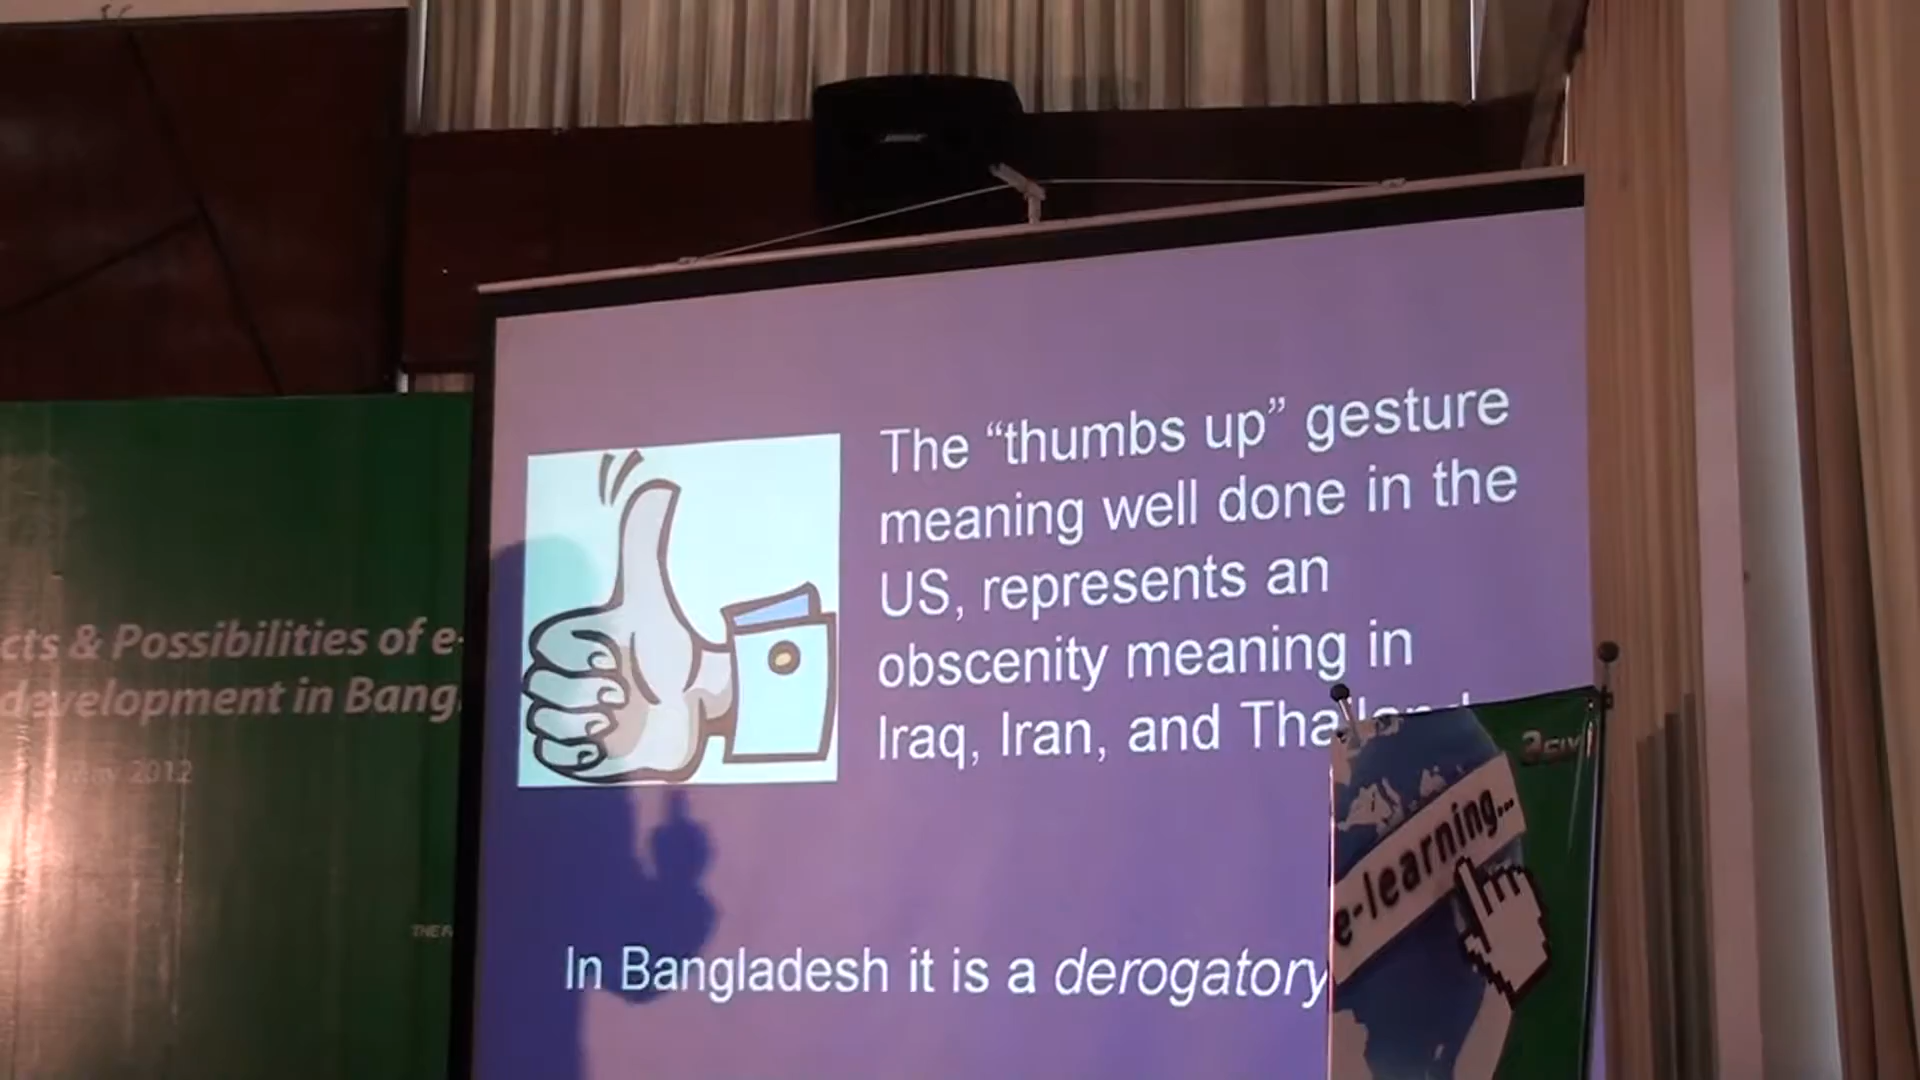 cts & Possibilities of e-
development in Bang
2012
The “thumbs up” gesture
meaning well done in the
US, represents an
obscenity meaning in
Iraq, Iran, and Thailand
In Bangladesh it is a derogatory
e-learning...